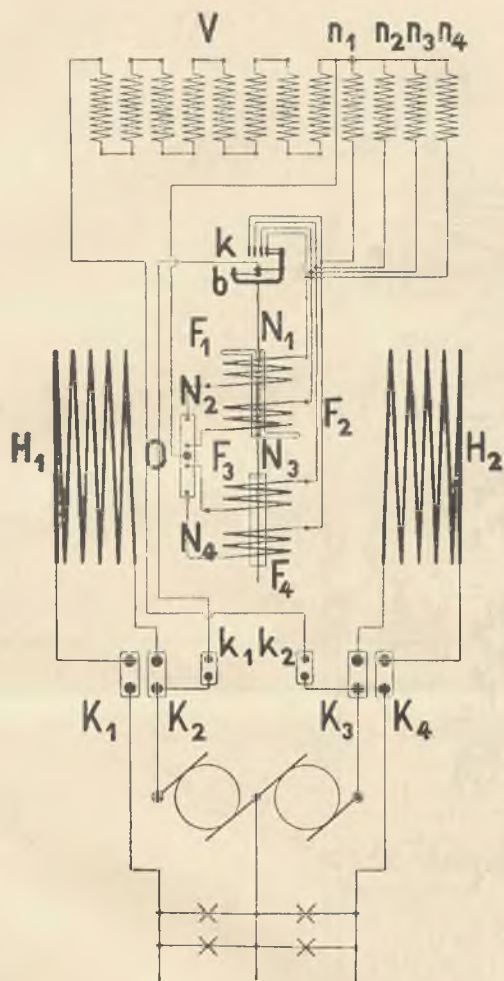 V n₁ n₂ n₃ n₄
k
b
F₁ N₁
N₂
F₂
H₁ D F₃ N₃ H₂
N₄
F₄
k₁ k₂
K₁ K₂ K₃ K₄